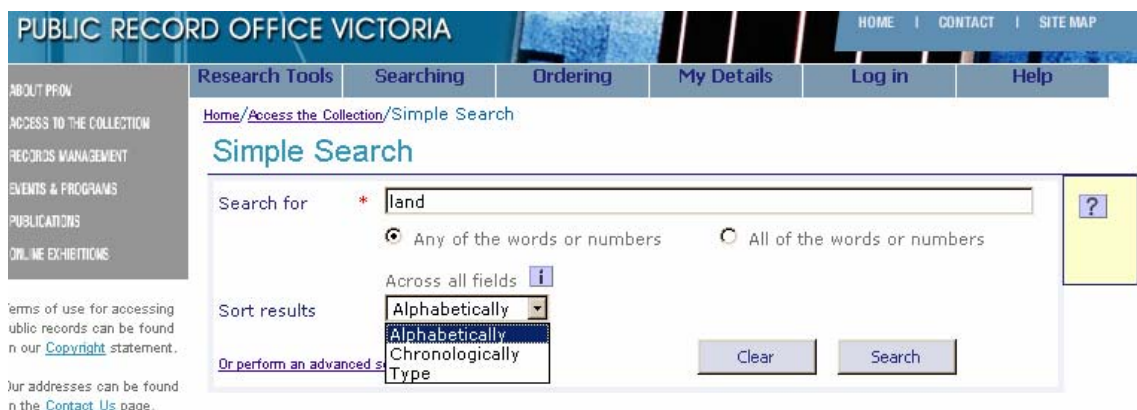 PUBLIC RECORD OFFICE VICTORIA
HOME | CONTACT | SITE MAP
Research Tools Searching Ordering My Details Log in Help
ABOUT PROV
ACCESS TO THE COLLECTION
RECORDS MANAGEMENT
EVENTS & PROGRAMS
PUBLICATIONS
ONLINE EXHIBITIONS
erms of use for accessing
ublic records can be found
n our Copyright statement.
ur addresses can be found
n the Contact Us page.
Home/Access the Collection/Simple Search
Simple Search
Search for * land
Any of the words or numbers All of the words or numbers
Across all fields i
Sort results Alphabetically
Alphabetically
Chronologically
Type
Or perform an advanced s
Clear Search
?